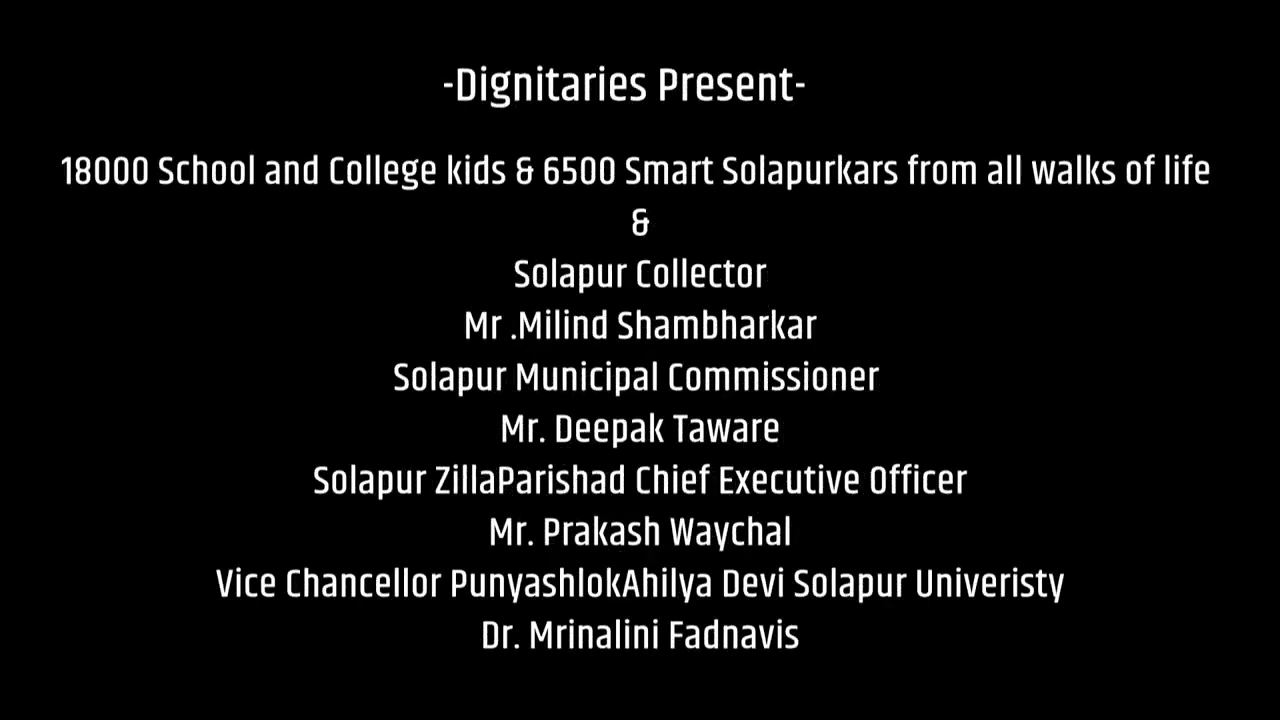 -Dignitaries Present-
18000 School and College kids & 6500 Smart Solapurkars from all walks of life
&
Solapur Collector
Mr .Milind Shambharkar
Solapur Municipal Commissioner
Mr. Deepak Taware
Solapur ZillaParishad Chief Executive Officer
Mr. Prakash Waychal
Vice Chancellor PunyashlokAhilya Devi Solapur Univeristy
Dr. Mrinalini Fadnavis